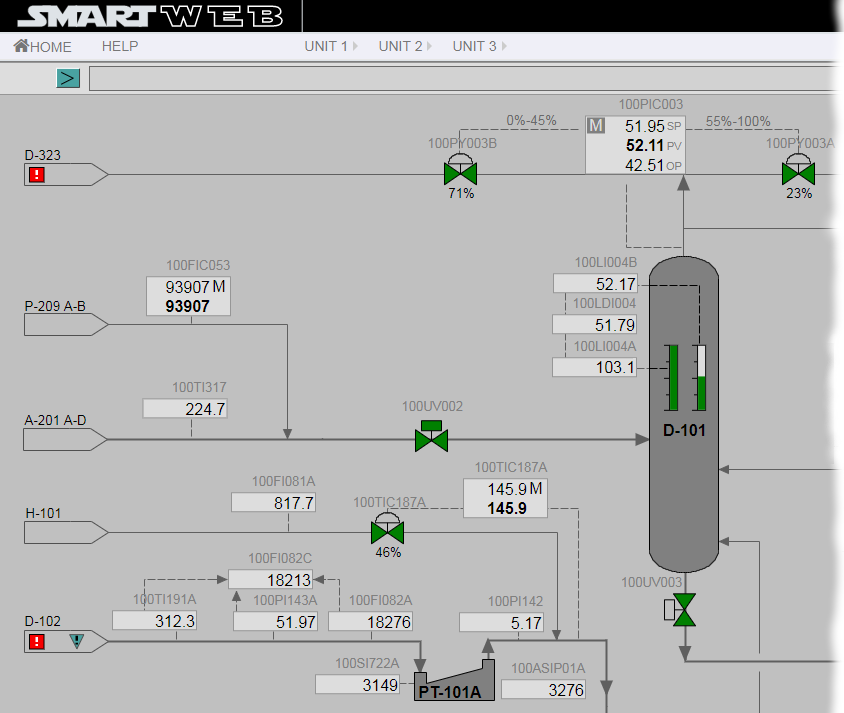 SMART WEB
HOME HELP UNIT 1 UNIT 2 UNIT 3
>
100PIC003
0%-45%
M 51.95 SP
55%-100%
52.11 PV
42.51 OP
100PY003B
71%
100PY003A
23%
D-323
!
100FIC053
93907 M
93907
P-209 A-B
100LI004B
52.17
100LDI004
51.79
100LI004A
103.1
D-101
100TI317
224.7
A-201 A-D
100UV002
100TIC187A
145.9 M
145.9
100FI081A
817.7
100TIC187A
46%
H-101
100FI082C
18213
100UV003
100TI191A
312.3
100PI143A
51.97
100FI082A
18276
100PI142
5.17
D-102
! !
100SI722A
3149
PT-101A
100ASIP01A
3276